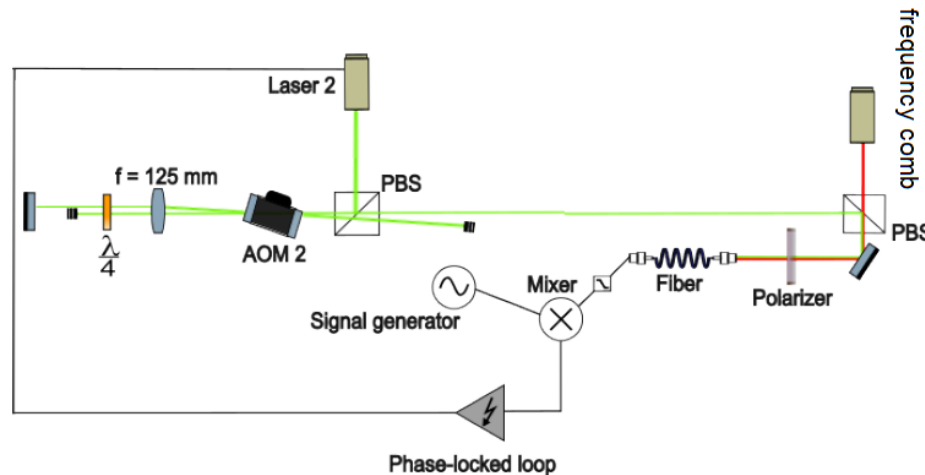 frequency comb
Laser 2
PBS
f = 125 mm
λ
4
AOM 2
PBS
Mixer
Fiber
Polarizer
Signal generator
Phase-locked loop